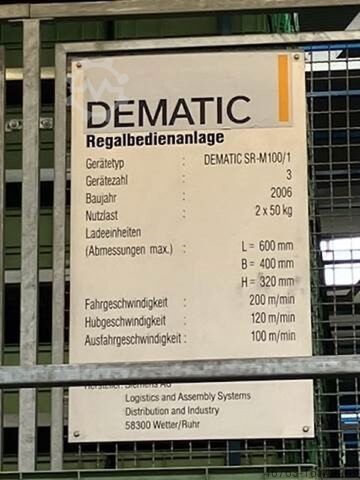 DEMATIC
Regalbedienanlage
Gerätetyp : DEMATIC SR-M100/1
Gerätezahl : 3
Baujahr : 2006
Nutzlast : 2 x 50 kg
Ladeeinheiten
(Abmessungen max.) : L = 600 mm
B = 400 mm
H = 320 mm
Fahrgeschwindigkeit : 200 m/min
Hubgeschwindigkeit : 120 m/min
Ausfahrgeschwindigkeit : 100 m/min
Hersteller: Siemens AG
Logistics and Assembly Systems
Distribution and Industry
58300 Wetter/Ruhr